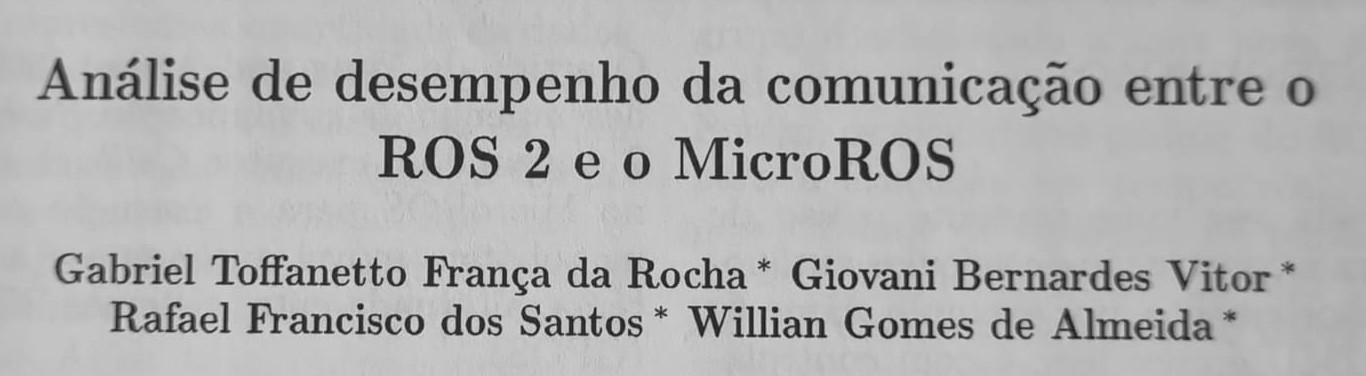 Análise de desempenho da comunicação entre o
ROS 2 e o MicroROS
Gabriel Toffanetto França da Rocha * Giovani Bernardes Vitor *
Rafael Francisco dos Santos * Willian Gomes de Almeida *